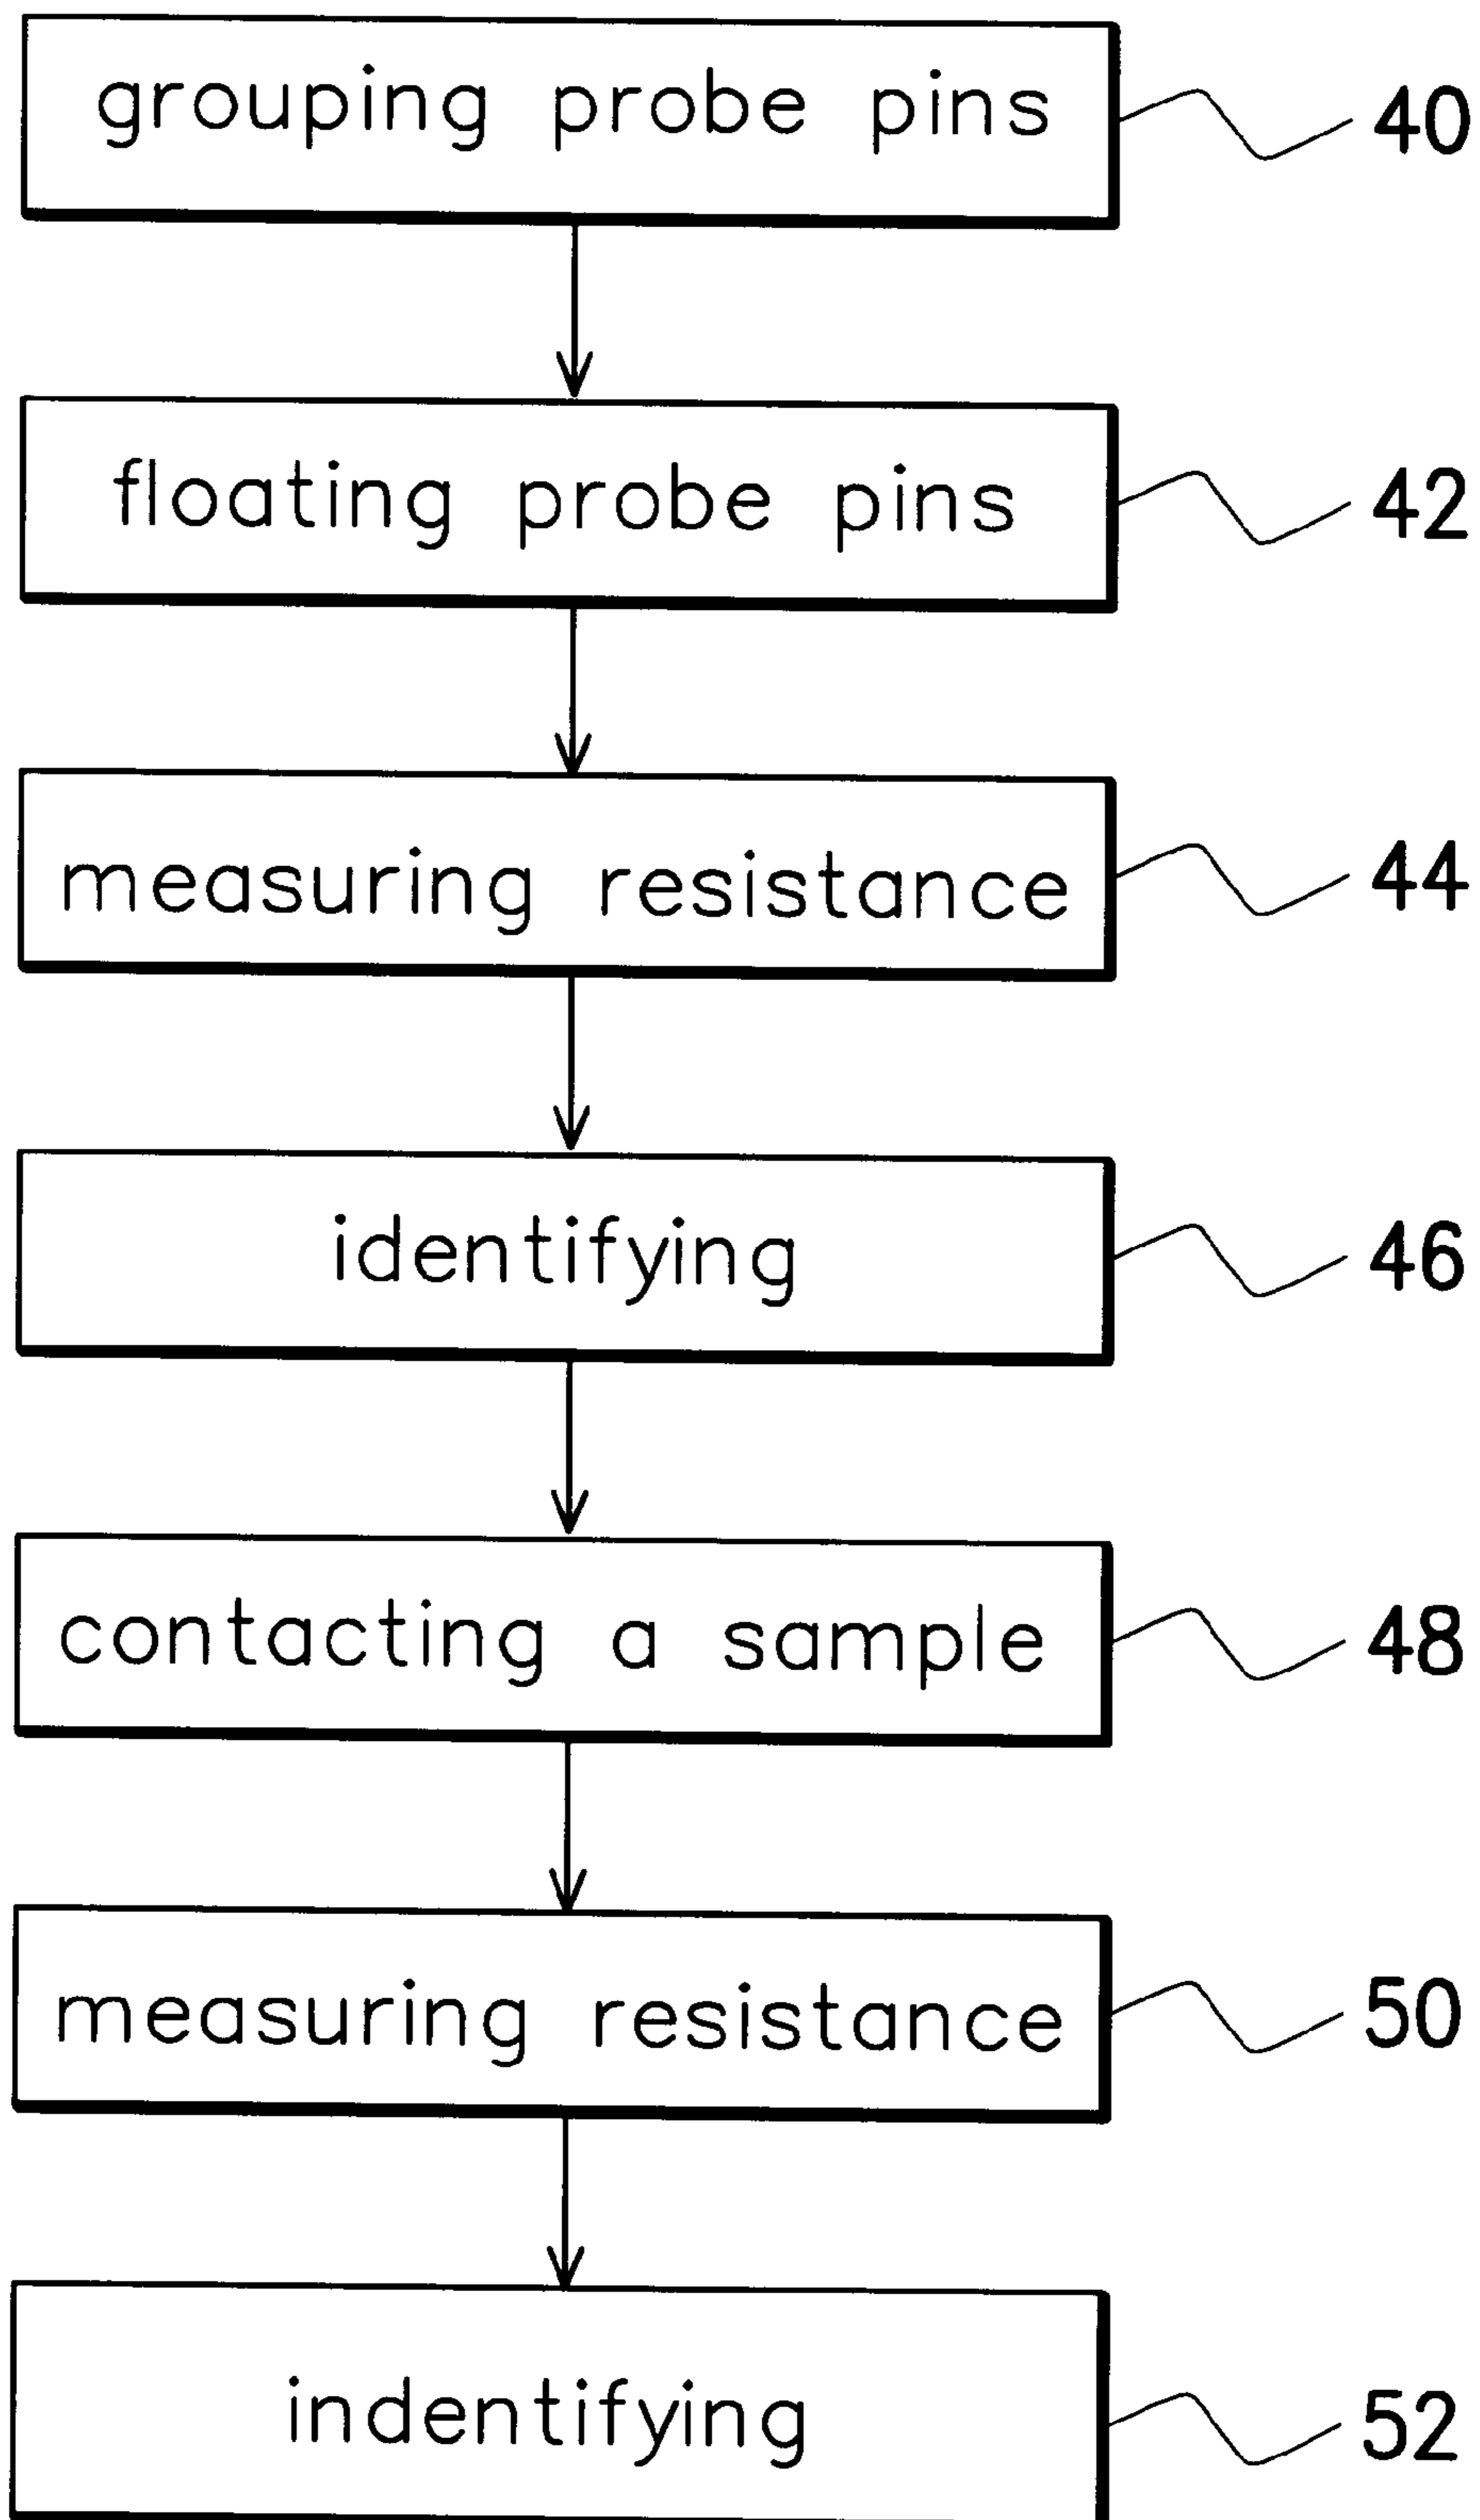 grouping probe pins 40
floating probe pins 42
measuring resistance 44
identifying 46
contacting a sample 48
measuring resistance 50
indentifying 52